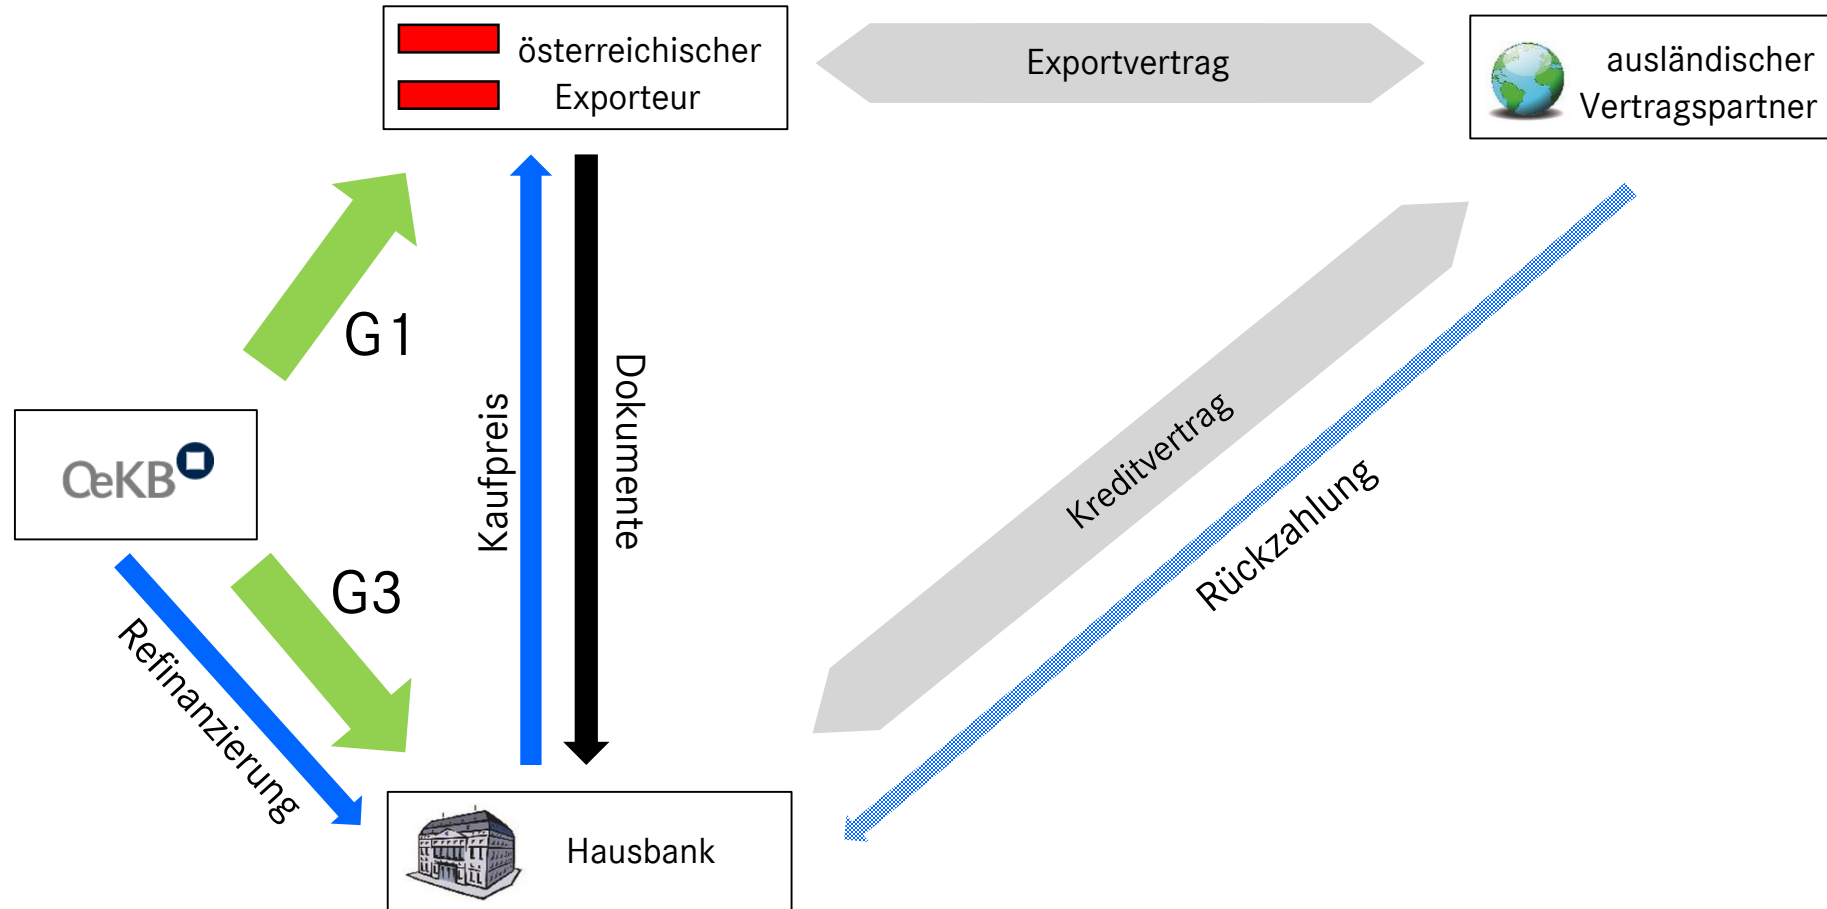 österreichischer
Exporteur
Exportvertrag
ausländischer
Vertragspartner
G1
Kaufpreis
Dokumente
Kreditvertrag
Rückzahlung
OeKB
G3
Refinanzierung
Hausbank